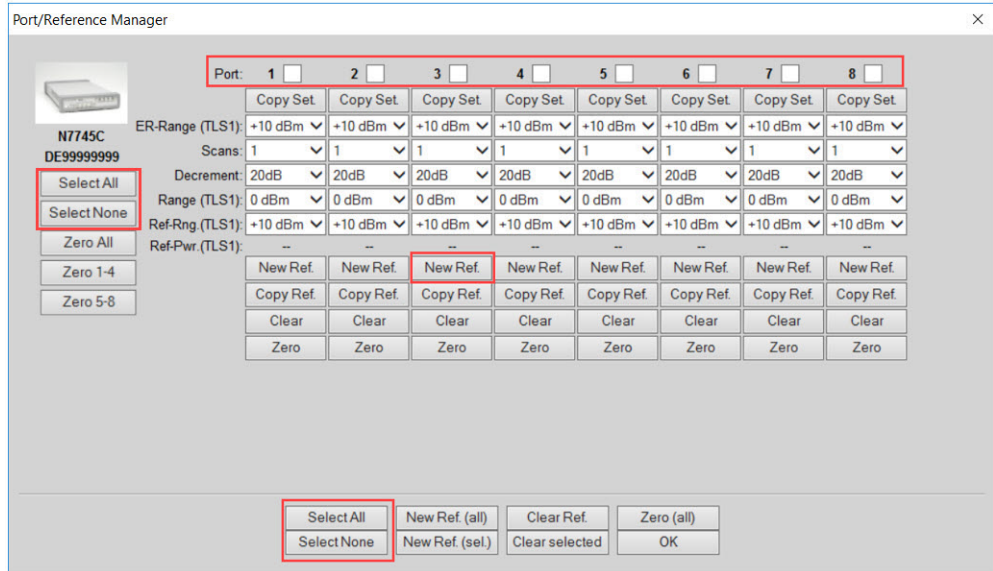 Port/Reference Manager
Port: 1 2 3 4 5 6 7 8
Copy Set. Copy Set. Copy Set. Copy Set. Copy Set. Copy Set. Copy Set. Copy Set.
N7745C
DE99999999
ER-Range (TLS1): +10 dBm +10 dBm +10 dBm +10 dBm +10 dBm +10 dBm +10 dBm +10 dBm
Scans: 1 1 1 1 1 1 1 1
Select All
Decrement: 20dB 20dB 20dB 20dB 20dB 20dB 20dB 20dB
Select None
Range (TLS1): 0 dBm 0 dBm 0 dBm 0 dBm 0 dBm 0 dBm 0 dBm 0 dBm
Ref-Rng.(TLS1): +10 dBm +10 dBm +10 dBm +10 dBm +10 dBm +10 dBm +10 dBm +10 dBm
Zero All
Ref-Pwr.(TLS1): -- -- -- -- -- -- -- --
Zero 1-4
New Ref. New Ref. New Ref. New Ref. New Ref. New Ref. New Ref. New Ref.
Zero 5-8
Copy Ref. Copy Ref. Copy Ref. Copy Ref. Copy Ref. Copy Ref. Copy Ref. Copy Ref.
Clear Clear Clear Clear Clear Clear Clear Clear
Zero Zero Zero Zero Zero Zero Zero Zero
Select All New Ref. (all) Clear Ref. Zero (all)
Select None New Ref. (sel.) Clear selected OK